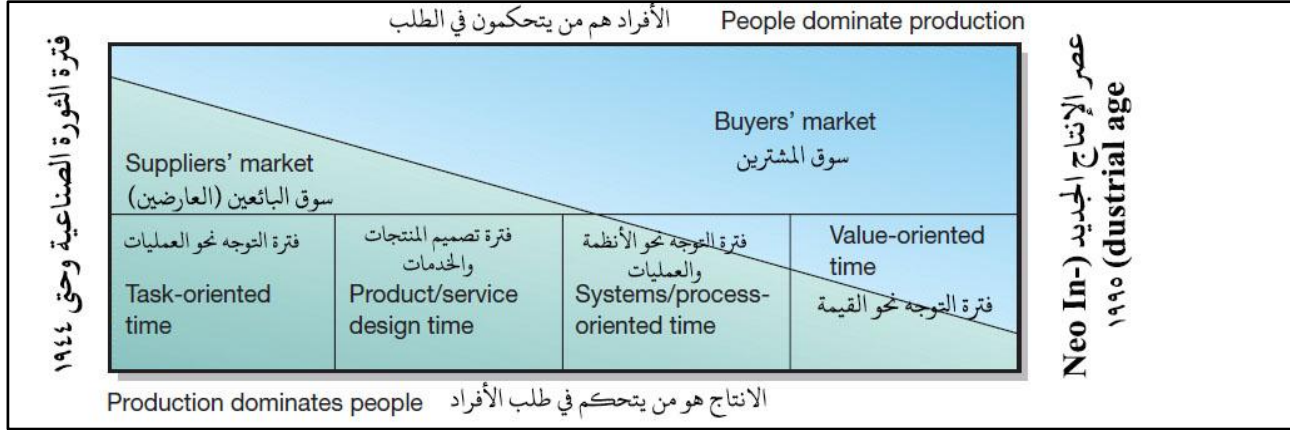 الأفراد هم من يتحكمون في الطلب People dominate production
فترة الثورة الصناعية وحتى ١٩٤٤
Buyers’ market
سوق المشترين
Suppliers’ market
سوق البائعين (العارضين)
فترة التوجه نحو العمليات
Task-oriented
time
فترة تصميم المنتجات
والخدمات
Product/service
design time
فترة التوجه نحو الأنظمة
والعمليات
Systems/process-
oriented time
Value-oriented
time
فترة التوجه نحو القيمة
عصر الإنتاج الجديد (Neo In-
dustrial age) ١٩٩٥
Production dominates people الانتاج هو من يتحكم في طلب الأفراد